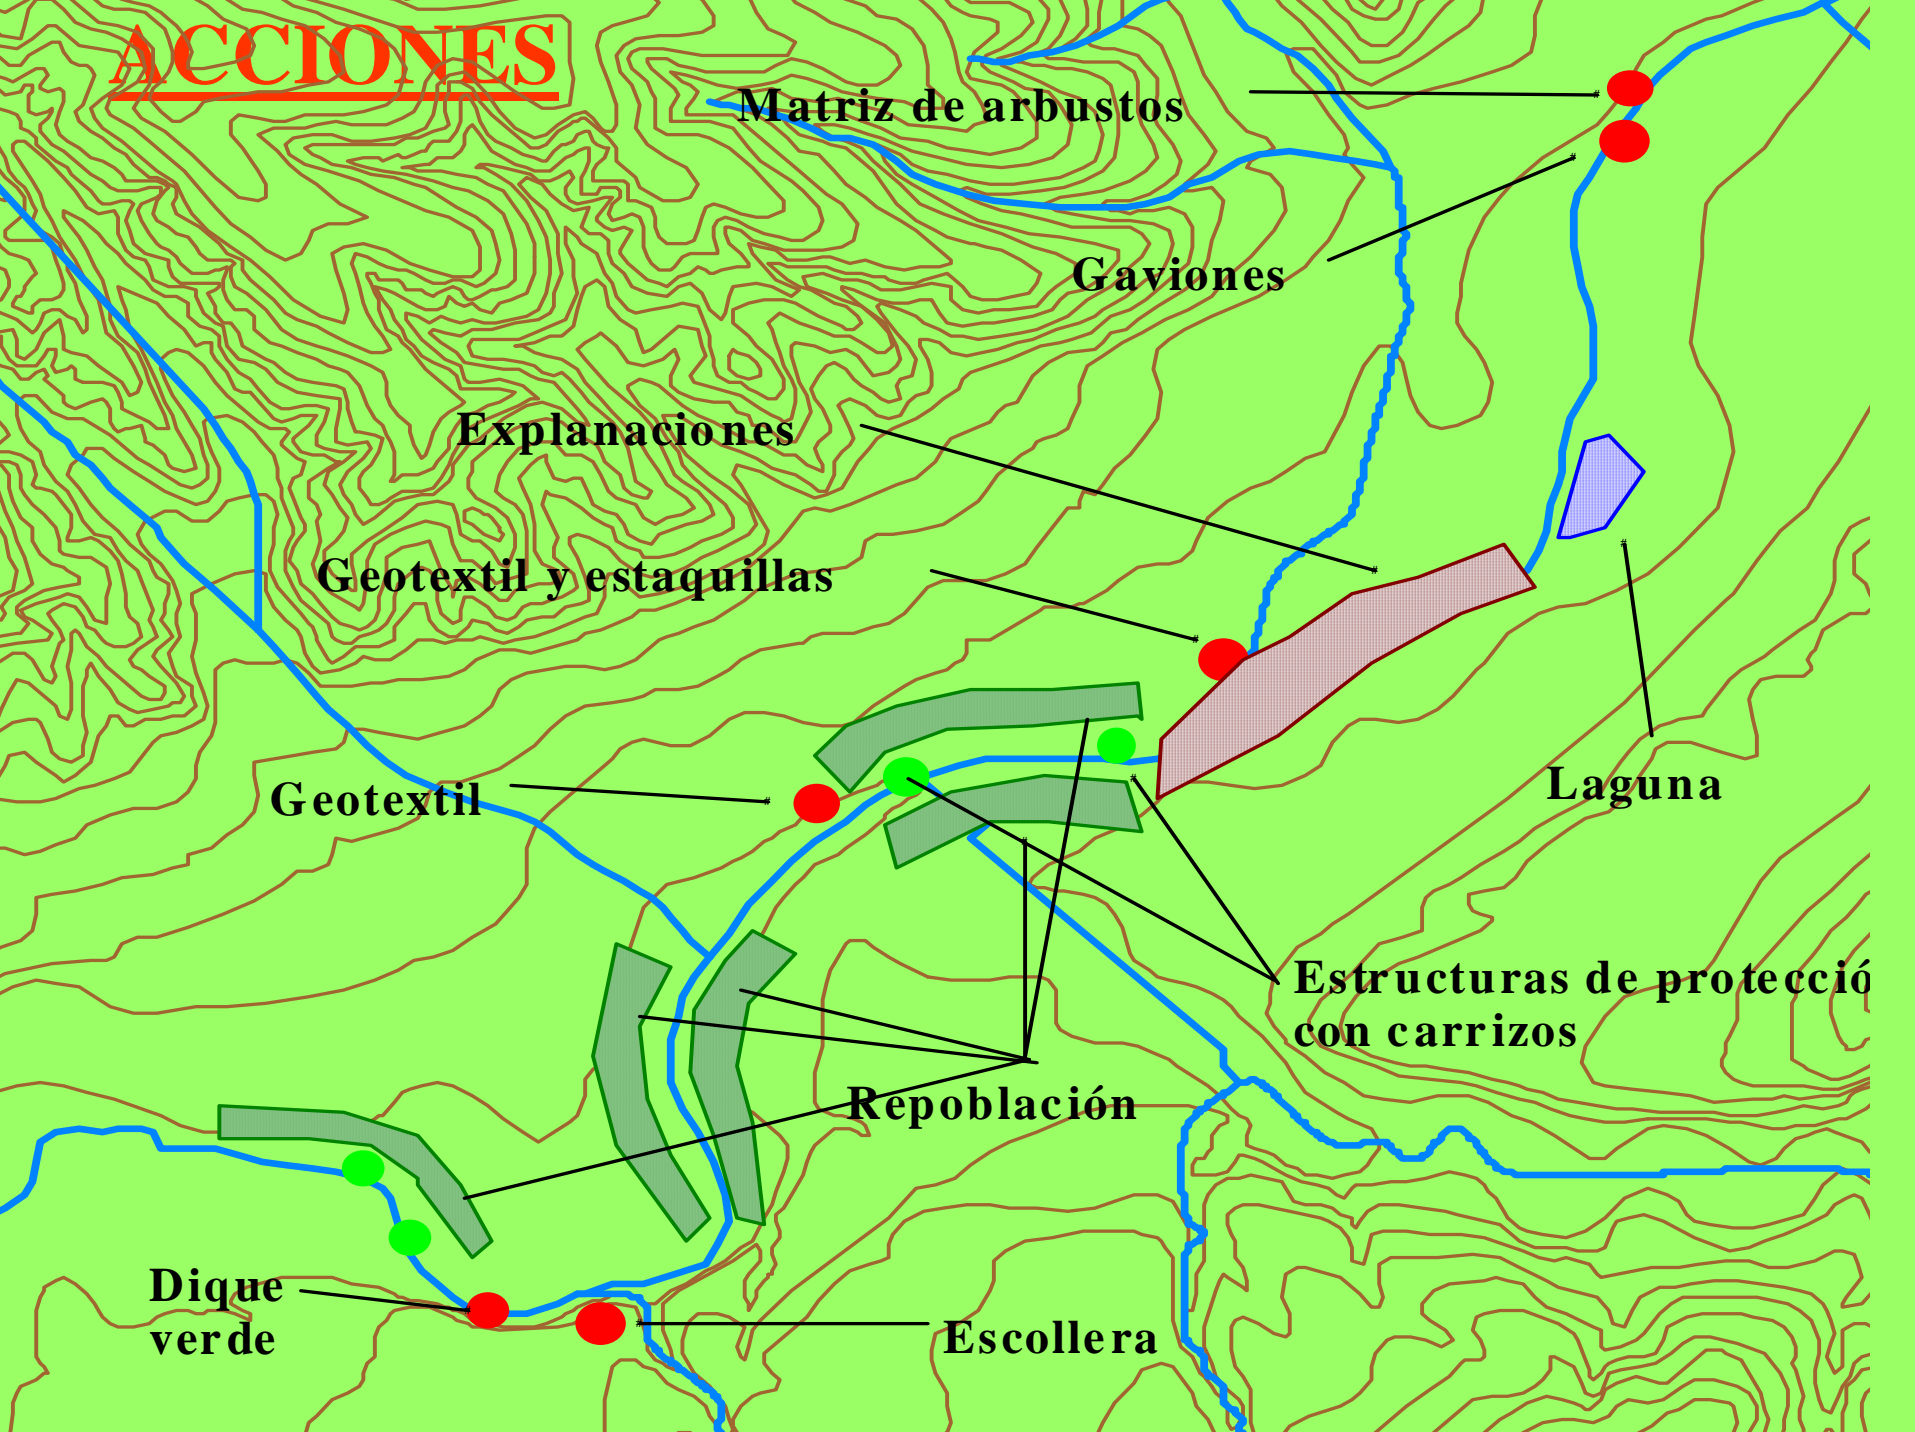 ACCIONES
Matriz de arbustos
Gaviones
Explanaciones
Geotextil y estaquillas
Geotextil
Laguna
Estructuras de protecció
con carrizos
Repoblación
Dique
verde
Escollera